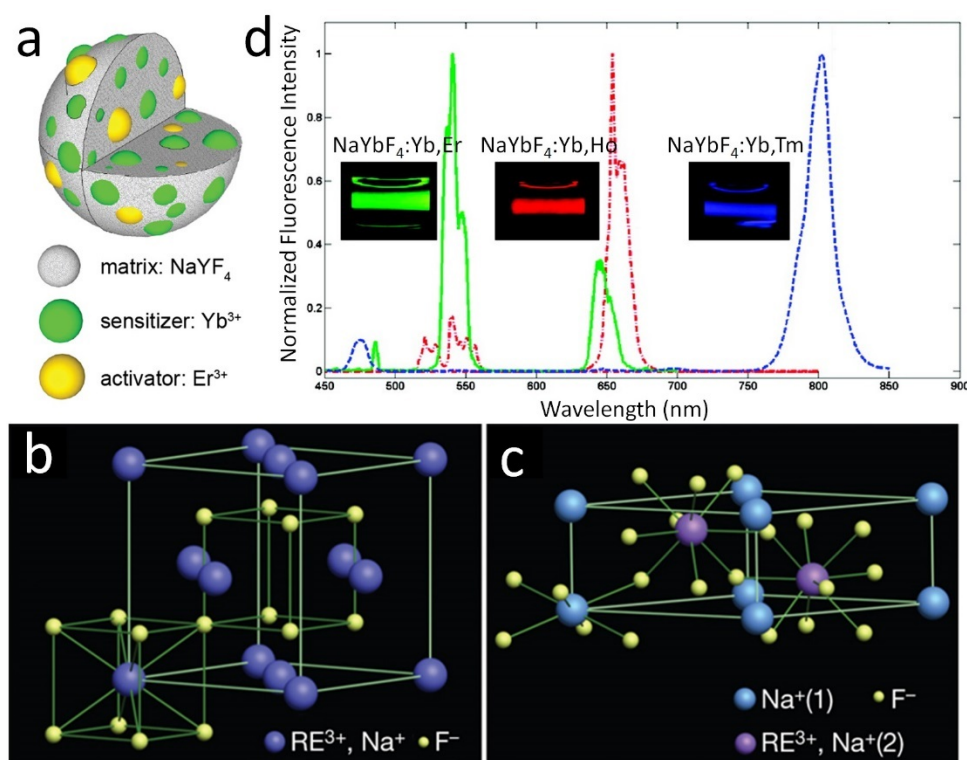 a
matrix: NaYF₄
sensitizer: Yb³⁺
activator: Er³⁺
d
Normalized Fluorescence Intensity
1
0.8
0.6
0.4
0.2
0
NaYbF₄:Yb,Er
NaYbF₄:Yb,Ho
NaYbF₄:Yb,Tm
450 500 550 600 650 700 750 800 850 900
Wavelength (nm)
b
RE³⁺, Na⁺ F⁻
c
Na⁺(1) F⁻
RE³⁺, Na⁺(2)